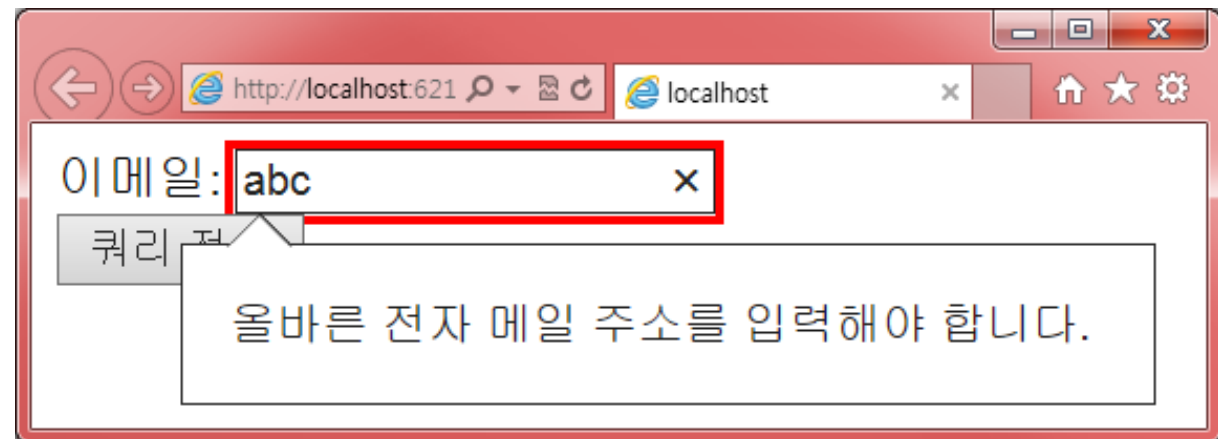 http://localhost:621
localhost
이메일:
abc
쿼리
올바른 전자 메일 주소를 입력해야 합니다.